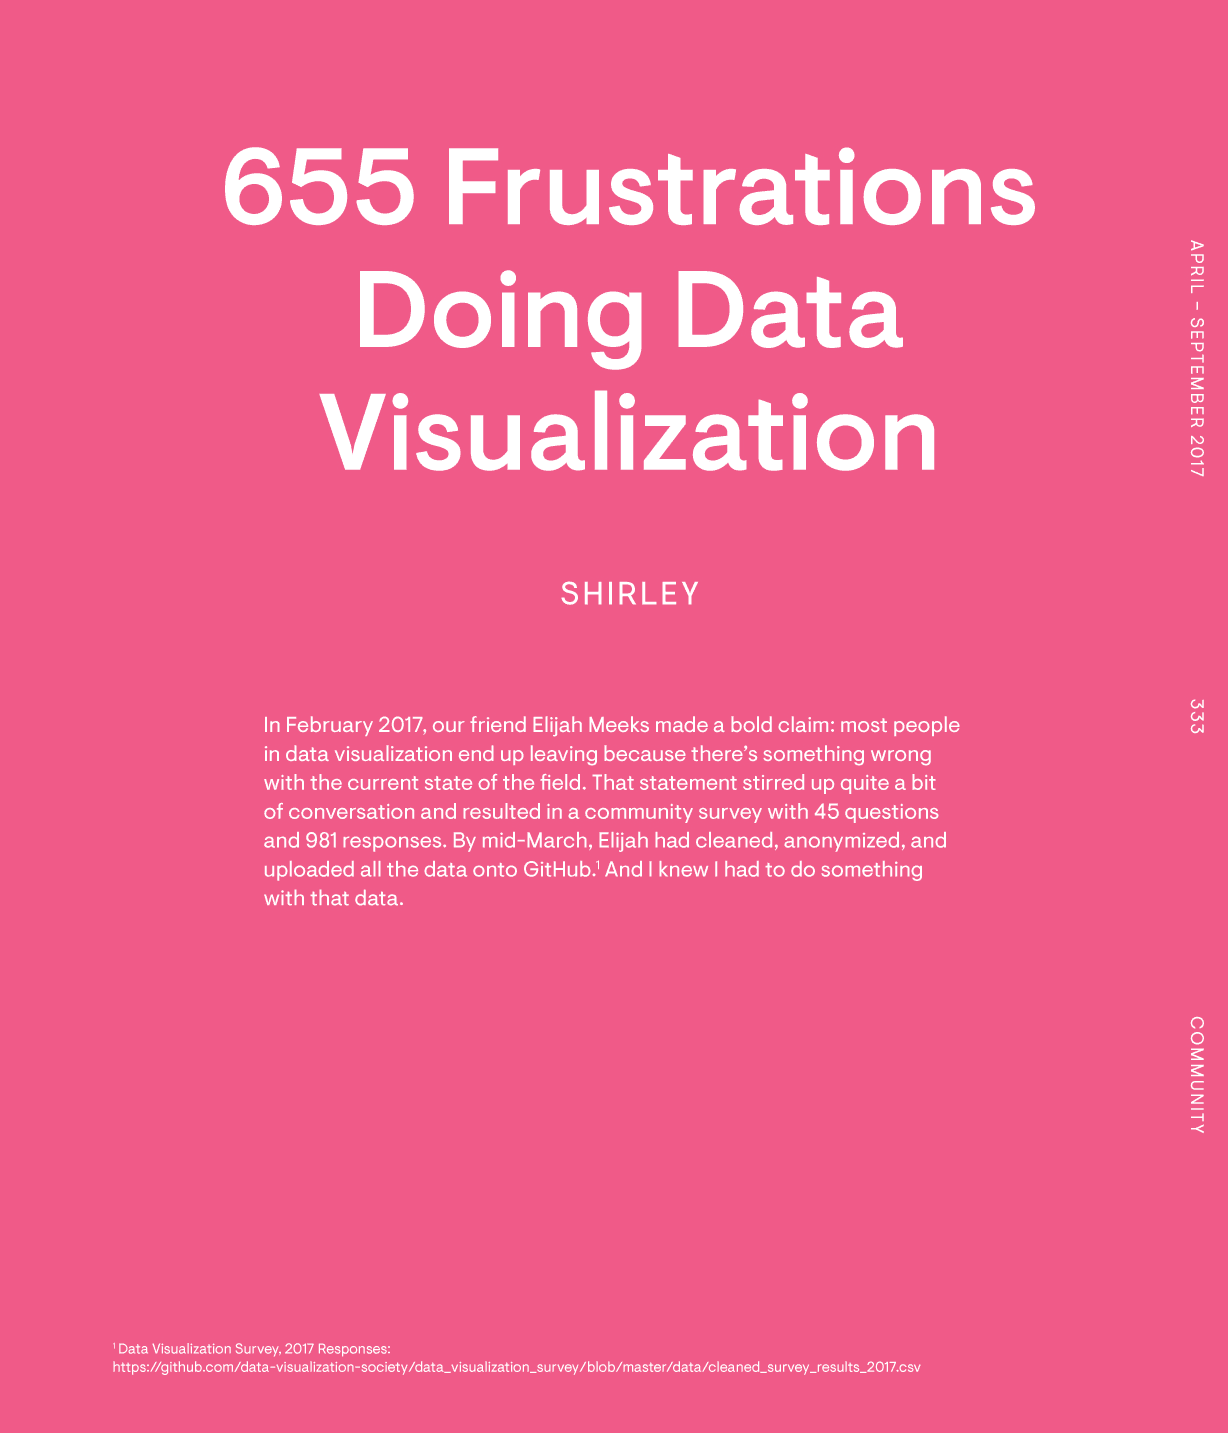 655 Frustrations
Doing Data
Visualization
SHIRLEY
In February 2017, our friend Elijah Meeks made a bold claim: most people
in data visualization end up leaving because there’s something wrong
with the current state of the field. That statement stirred up quite a bit
of conversation and resulted in a community survey with 45 questions
and 981 responses. By mid-March, Elijah had cleaned, anonymized, and
uploaded all the data onto GitHub.¹ And I knew I had to do something
with that data.
¹ Data Visualization Survey, 2017 Responses:
https://github.com/data-visualization-society/data_visualization_survey/blob/master/data/cleaned_survey_results_2017.csv
APRIL – SEPTEMBER 2017
333
COMMUNITY